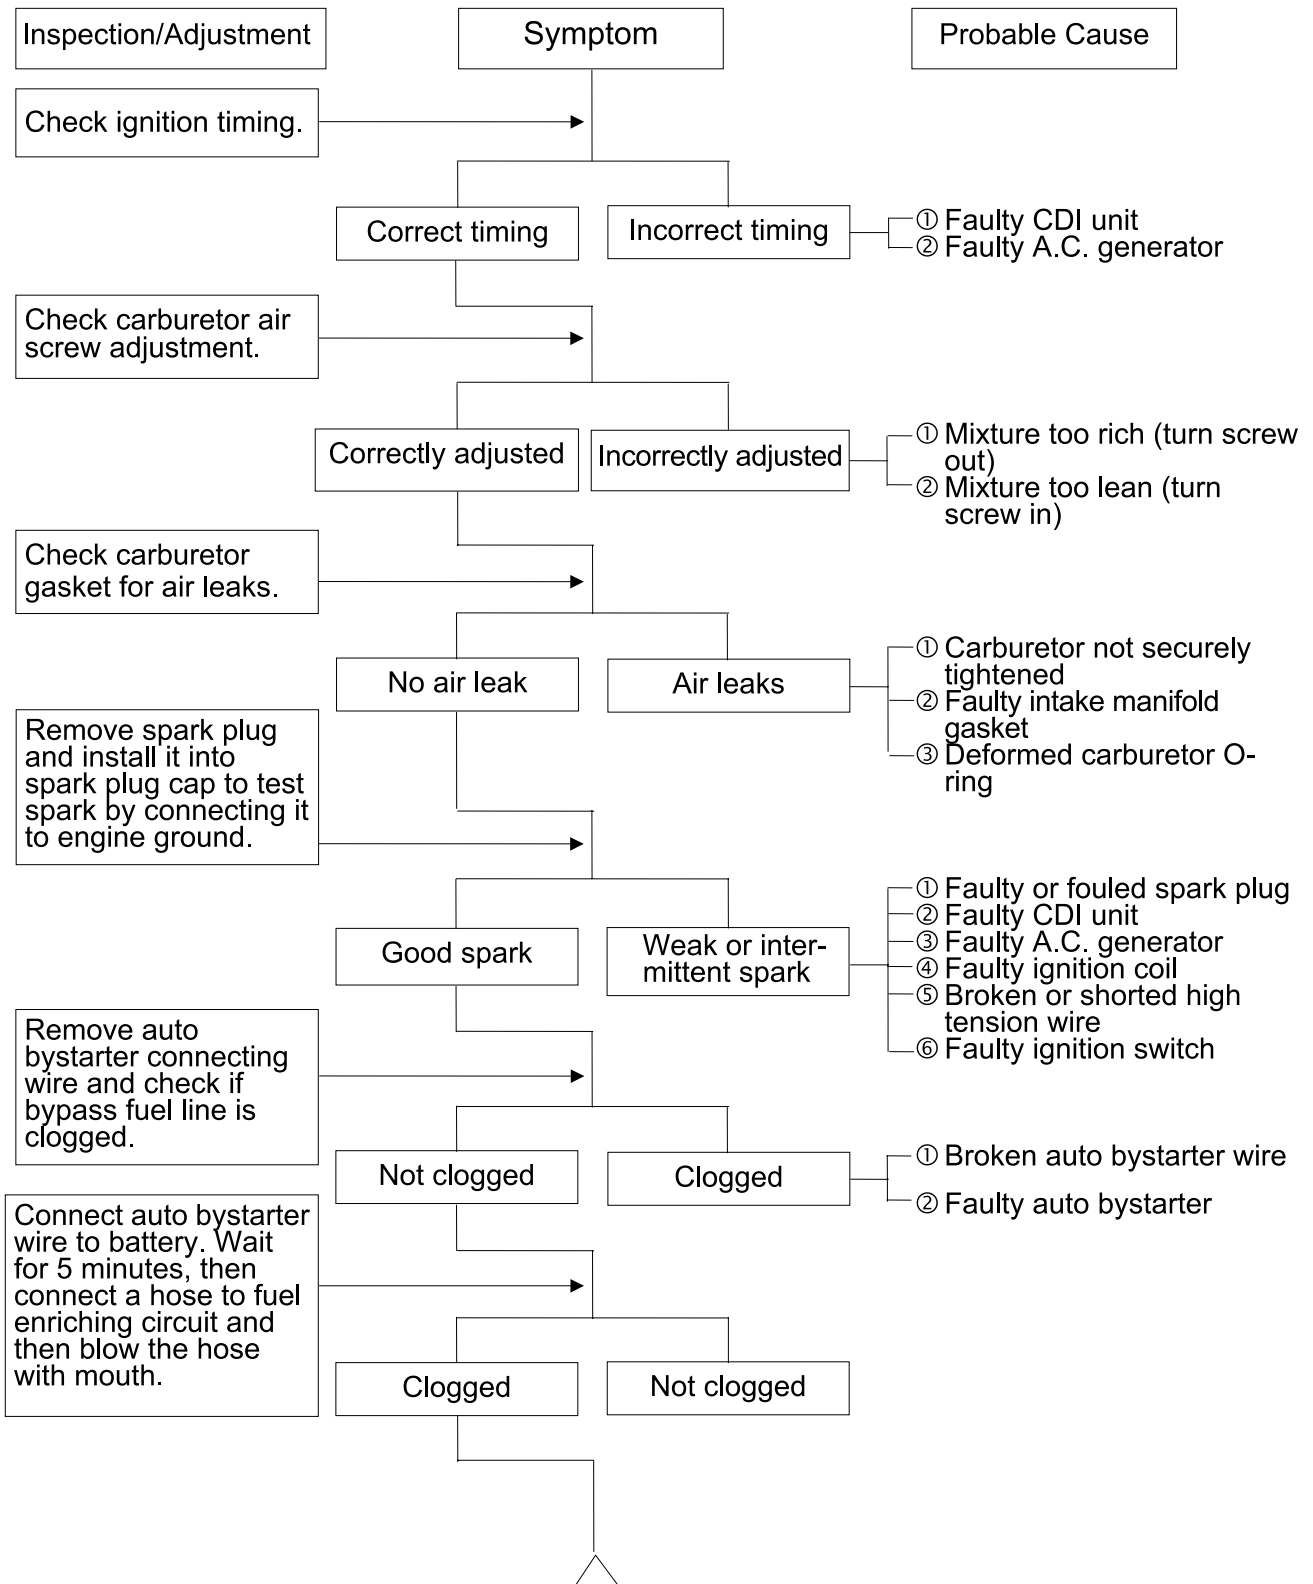 Inspection/Adjustment
Symptom
Probable Cause
Check ignition timing.
Correct timing
Incorrect timing
① Faulty CDI unit
② Faulty A.C. generator
Check carburetor air
screw adjustment.
Correctly adjusted
Incorrectly adjusted
① Mixture too rich (turn screw
out)
② Mixture too lean (turn
screw in)
Check carburetor
gasket for air leaks.
No air leak
Air leaks
① Carburetor not securely
tightened
② Faulty intake manifold
gasket
③ Deformed carburetor O-
ring
Remove spark plug
and install it into
spark plug cap to test
spark by connecting it
to engine ground.
Good spark
Weak or inter-
mittent spark
① Faulty or fouled spark plug
② Faulty CDI unit
③ Faulty A.C. generator
④ Faulty ignition coil
⑤ Broken or shorted high
tension wire
⑥ Faulty ignition switch
Remove auto
bystarter connecting
wire and check if
bypass fuel line is
clogged.
Not clogged
Clogged
① Broken auto bystarter wire
② Faulty auto bystarter
Connect auto bystarter
wire to battery. Wait
for 5 minutes, then
connect a hose to fuel
enriching circuit and
then blow the hose
with mouth.
Clogged
Not clogged